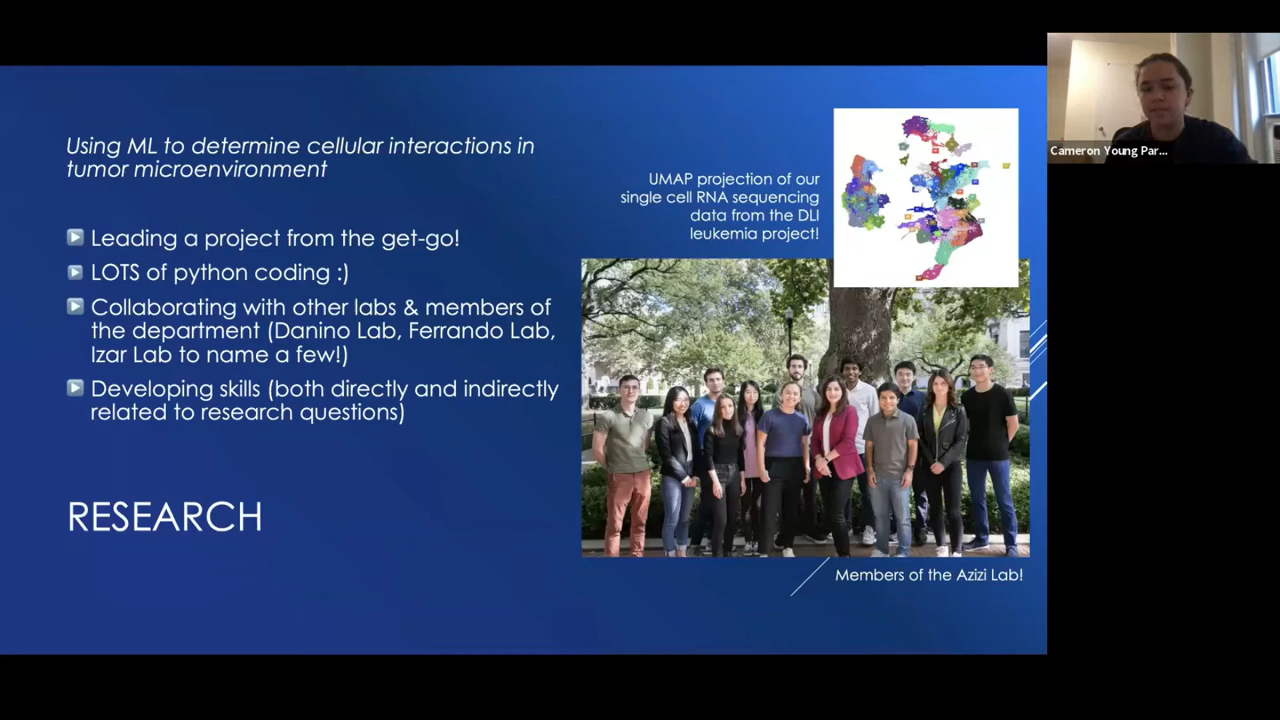 Using ML to determine cellular interactions in
tumor microenvironment
Leading a project from the get-go!
LOTS of python coding :)
Collaborating with other labs & members of
the department (Danino Lab, Ferrando Lab,
Izar Lab to name a few!)
Developing skills (both directly and indirectly
related to research questions)
RESEARCH
UMAP projection of our
single cell RNA sequencing
data from the DLI
leukemia project!
Members of the Azizi Lab!
Cameron Young Par...